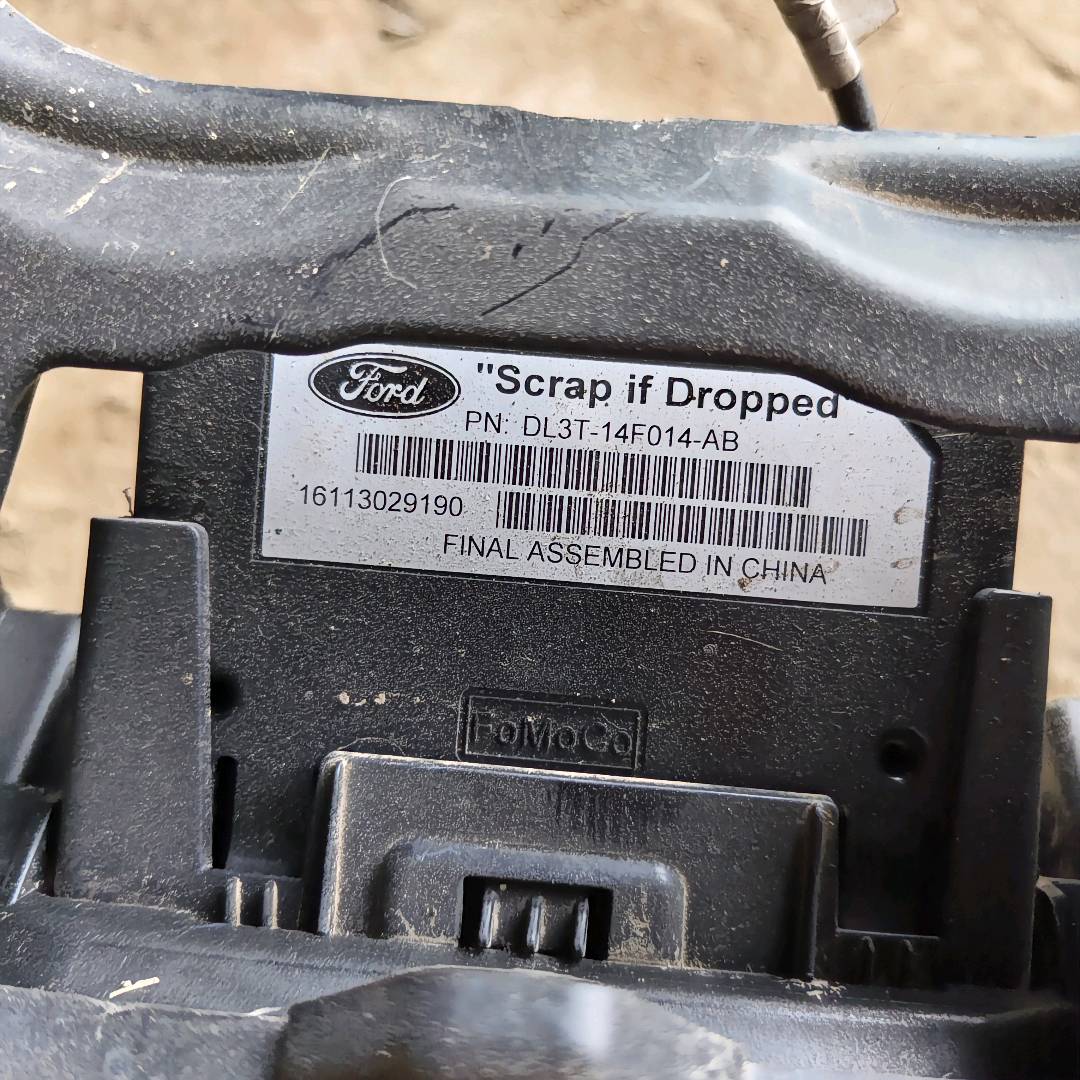 Ford "Scrap if Dropped"
PN: DL3T-14F014-AB
16113029190
FINAL ASSEMBLED IN CHINA
FoMoCo